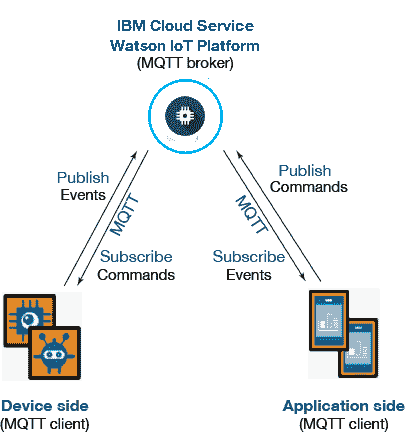 IBM Cloud Service
Watson IoT Platform
(MQTT broker)
Publish
Events
MQTT
Subscribe
Commands
Publish
Commands
MQTT
Subscribe
Events
Device side
(MQTT client)
Application side
(MQTT client)